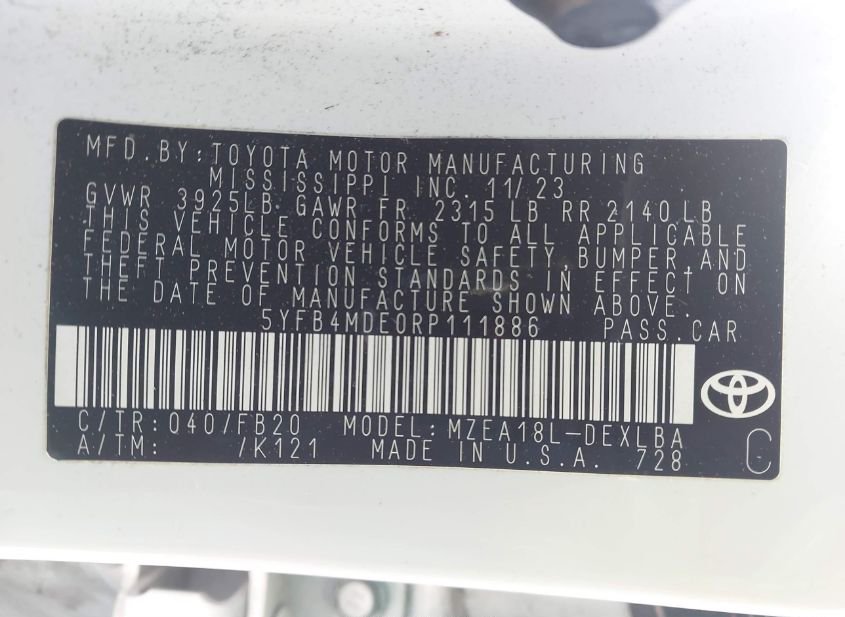 MFD.BY:TOYOTA MOTOR MANUFACTURING
MISSISSIPPI INC. 11/23
GVWR 3925LB GAWR FR 2315 LB RR 2140 LB
THIS VEHICLE CONFORMS TO ALL APPLICABLE
FEDERAL MOTOR VEHICLE SAFETY,BUMPER AND
THEFT PREVENTION STANDARDS IN EFFECT ON
THE DATE OF MANUFACTURE SHOWN ABOVE.
5YFB4MDE0RP111886 PASS.CAR
C/TR:040/FB20 MODEL:MZEA18L-DEXLBA
A/TM: /K121 MADE IN U.S.A. 728 C